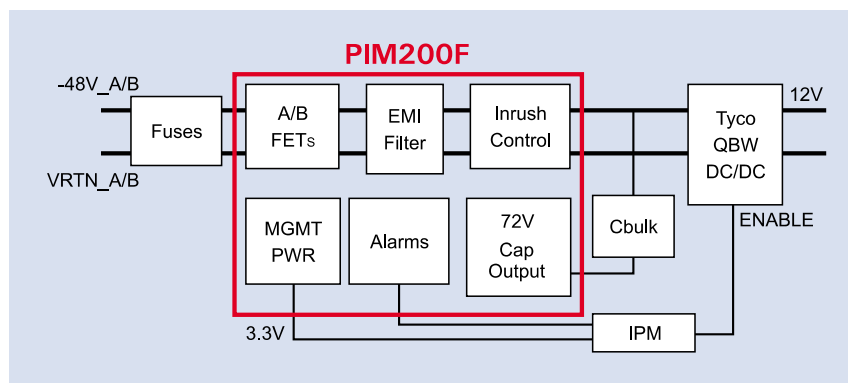 PIM200F
-48V_A/B
12V
Fuses
A/B
FETs
EMI
Filter
Inrush
Control
Tyco
QBW
DC/DC
VRTN_A/B
MGMT
PWR
Alarms
72V
Cap
Output
Cbulk
ENABLE
3.3V
IPM